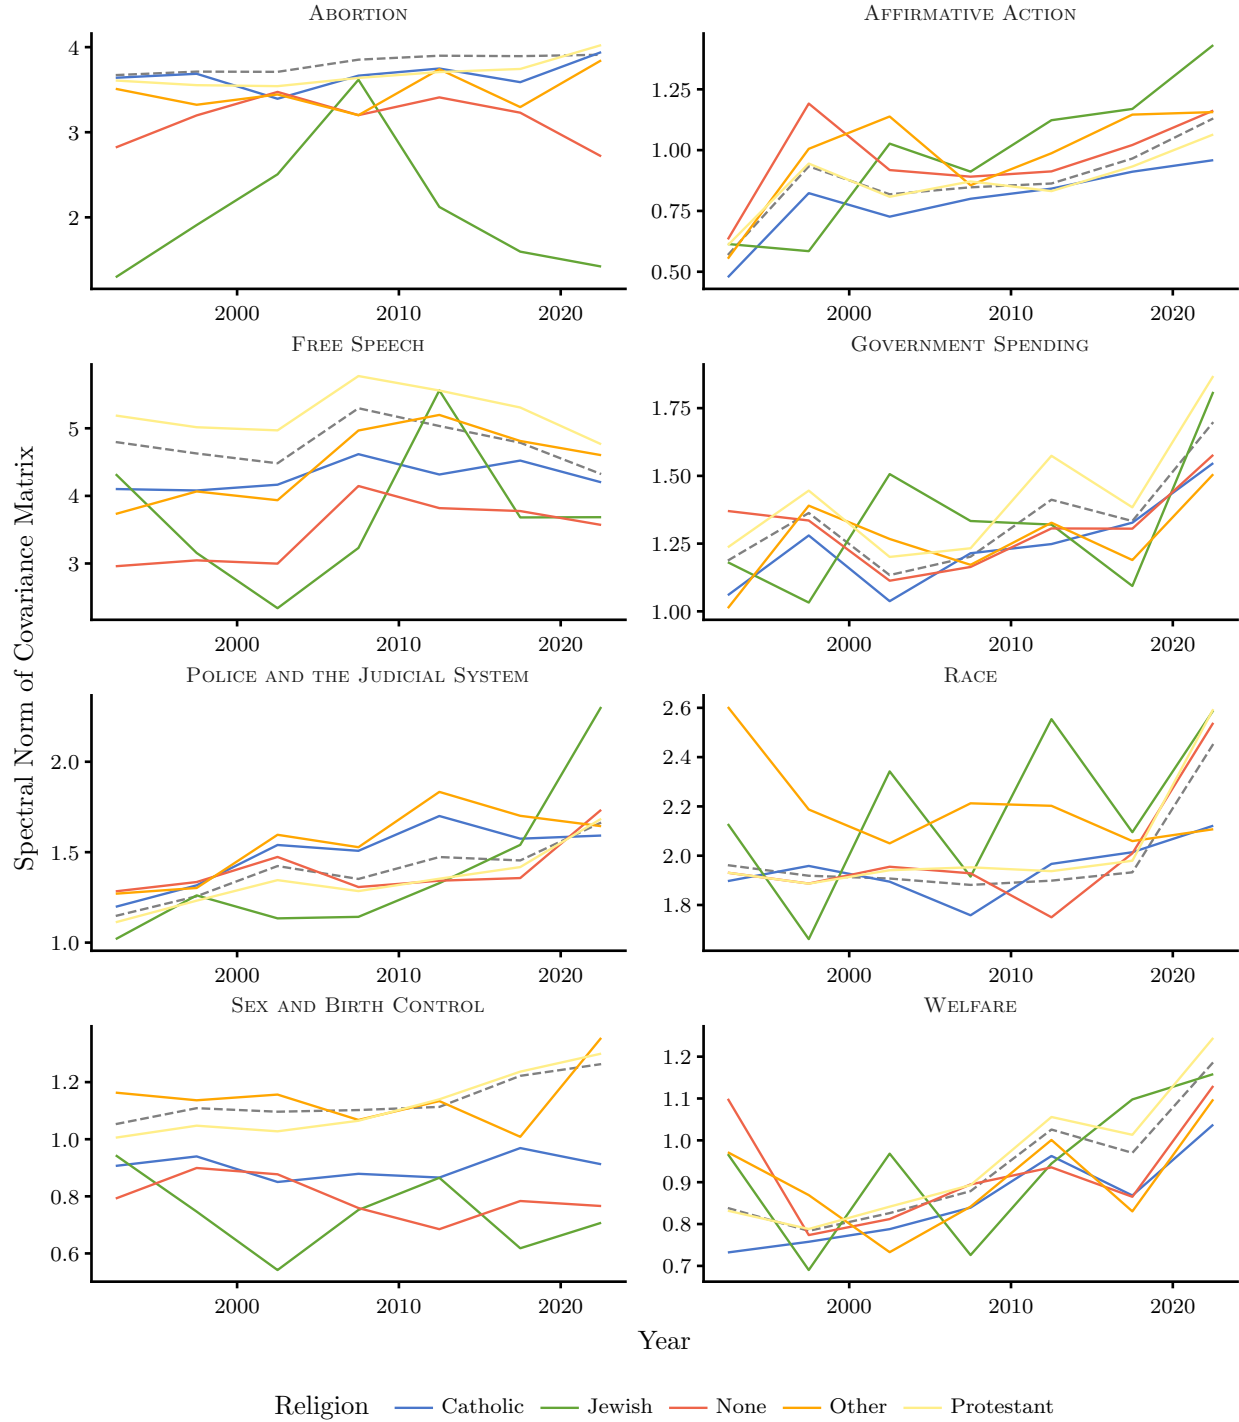 ABORTION
AFFIRMATIVE ACTION
4
3
2
1.25
1.00
0.75
0.50
2000 2010 2020
2000 2010 2020
FREE SPEECH
GOVERNMENT SPENDING
5
4
3
1.75
1.50
1.25
1.00
2000 2010 2020
2000 2010 2020
Spectral Norm of Covariance Matrix
POLICE AND THE JUDICIAL SYSTEM
RACE
2.0
1.5
1.0
2.6
2.4
2.2
2.0
1.8
2000 2010 2020
2000 2010 2020
SEX AND BIRTH CONTROL
WELFARE
1.2
1.0
0.8
0.6
1.2
1.1
1.0
0.9
0.8
0.7
2000 2010 2020
2000 2010 2020
Year
Religion Catholic Jewish None Other Protestant